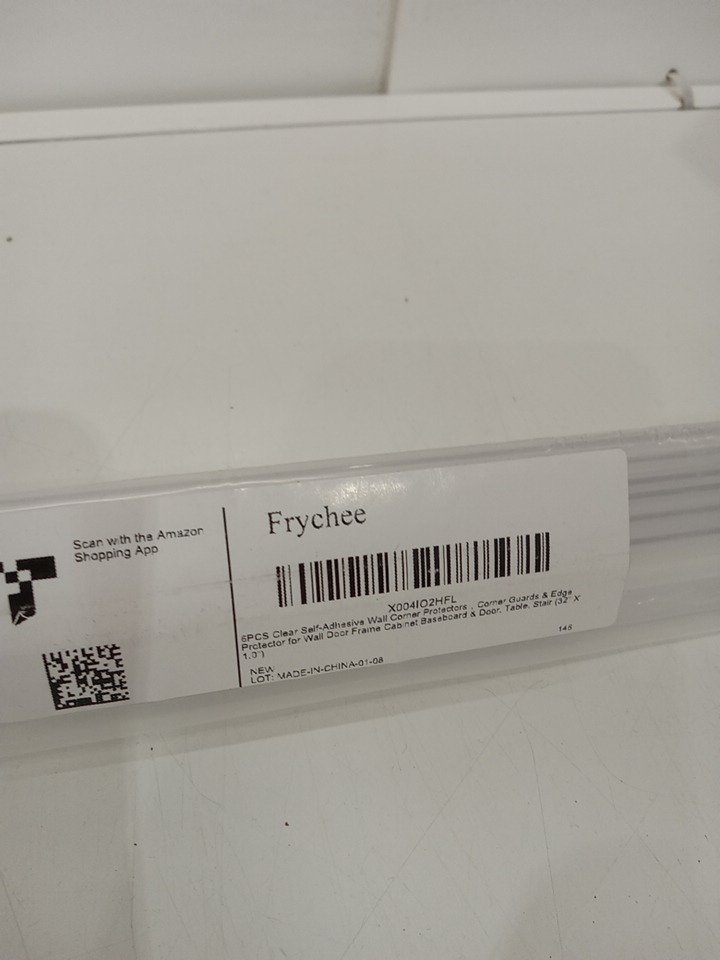 Scan with the Amazon
Shopping App
Frychee
X004IO2HFL
6PCS Clear Self-Adhesive Wall Corner Protectors , Corner Guards & Edge
Protector for Wall Door Frame Cabinet Baseboard & Door, Table, Stair (32" X
1.0")
NEW
LOT: MADE-IN-CHINA-01-08
146